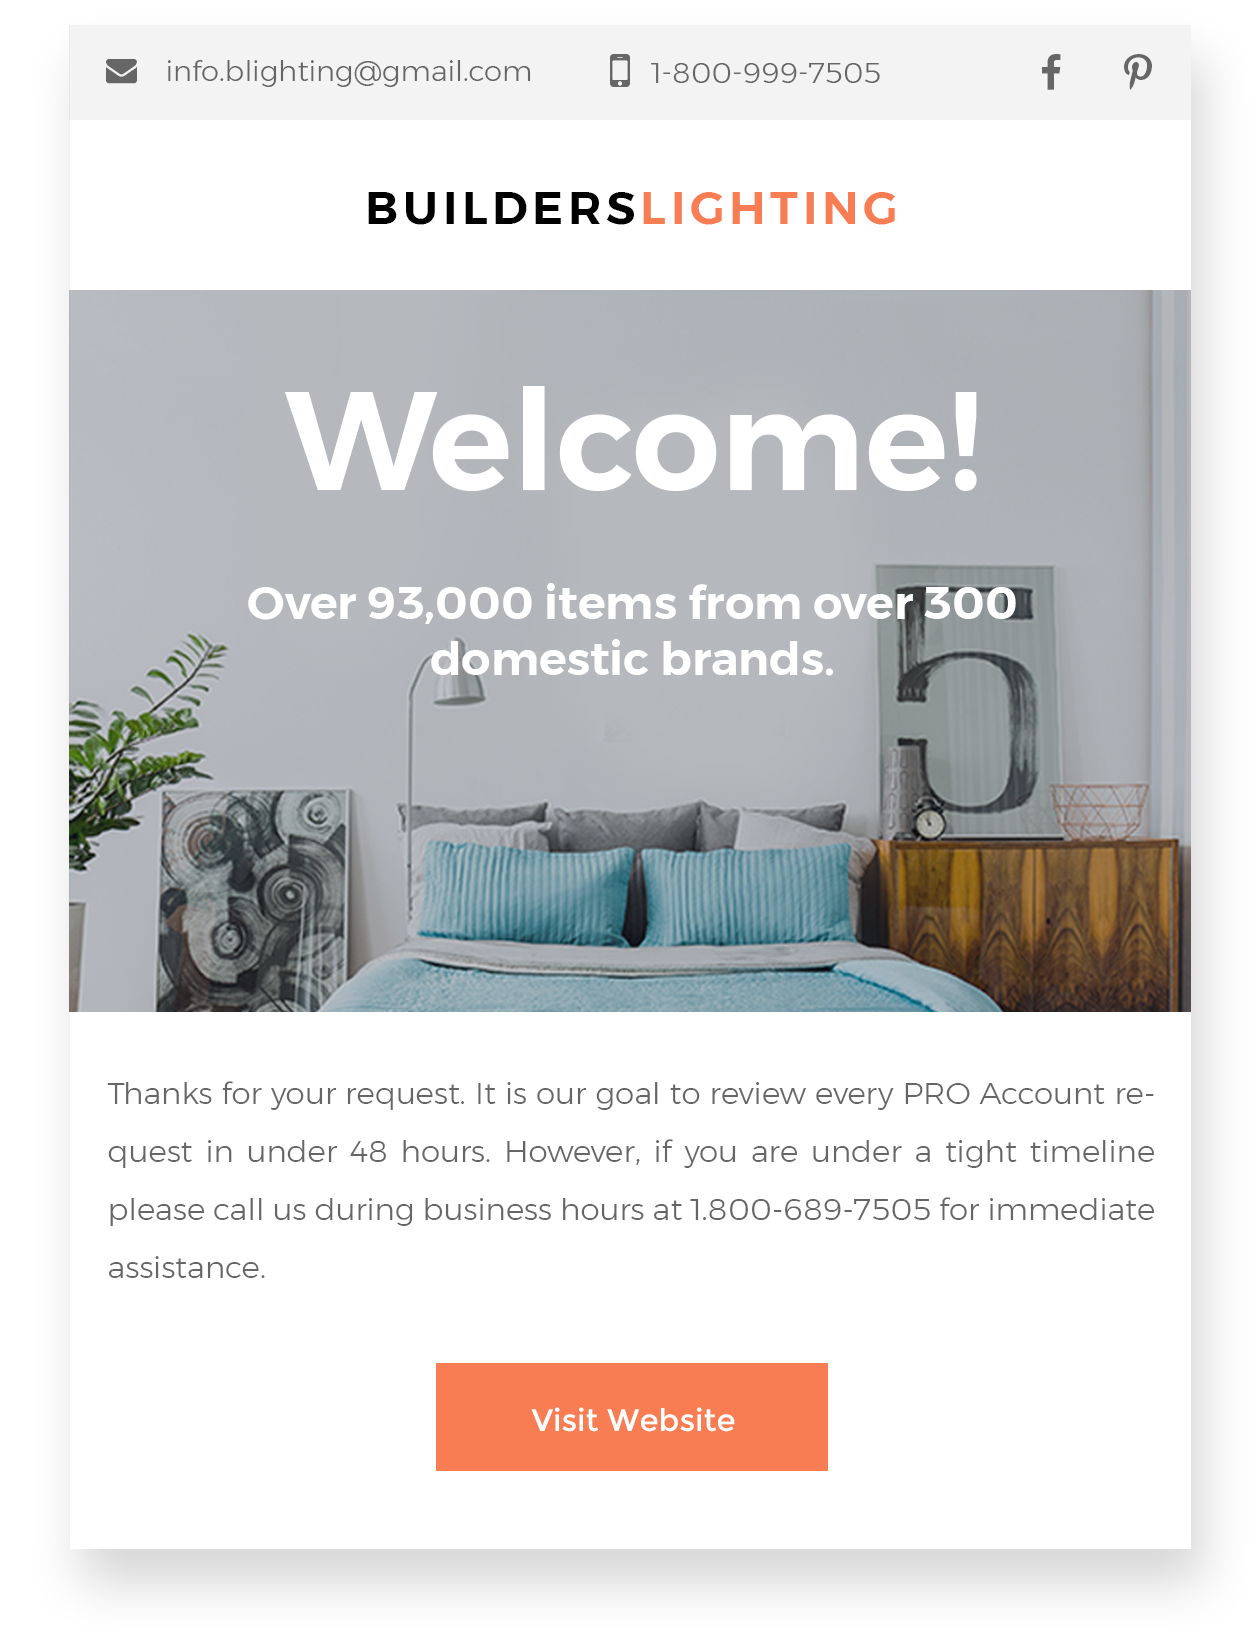 info.blighting@gmail.com 1-800-999-7505
BUILDERSLIGHTING
Welcome!
Over 93,000 items from over 300
domestic brands.
5
Thanks for your request. It is our goal to review every PRO Account re-
quest in under 48 hours. However, if you are under a tight timeline
please call us during business hours at 1.800-689-7505 for immediate
assistance.
Visit Website